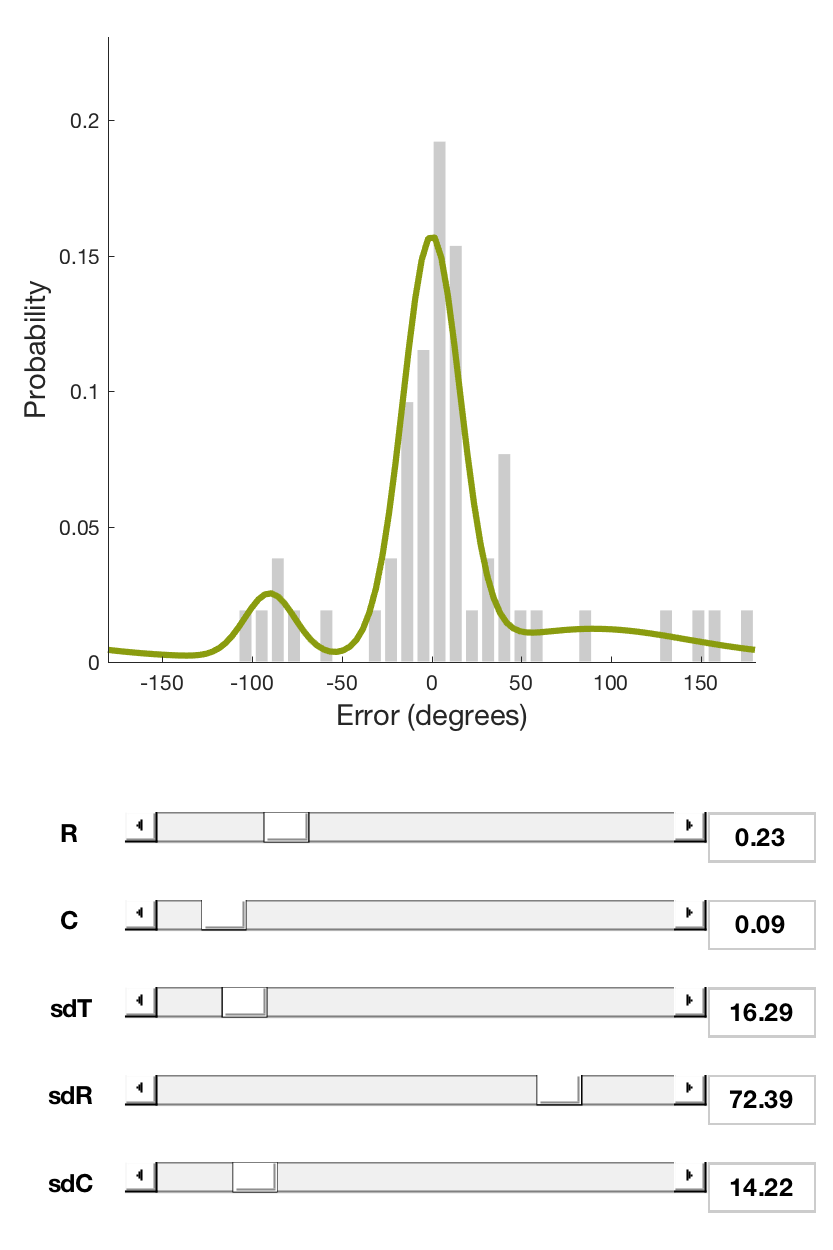 Probability
0.2
0.15
0.1
0.05
0
-150 -100 -50 0 50 100 150
Error (degrees)
R 0.23
C 0.09
sdT 16.29
sdR 72.39
sdC 14.22